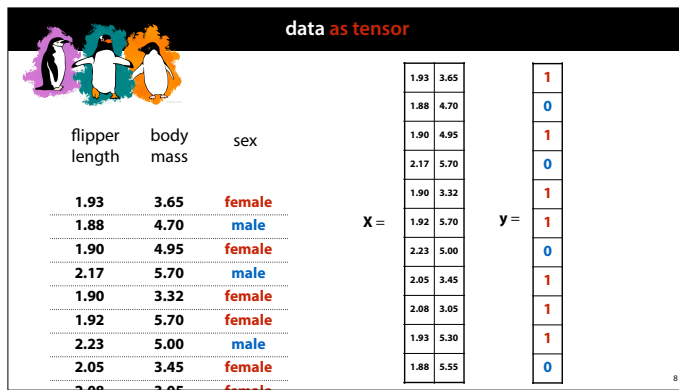 data as tensor
flipper length body mass sex
1.93 3.65 female
1.88 4.70 male
1.90 4.95 female
2.17 5.70 male
1.90 3.32 female
1.92 5.70 female
2.23 5.00 male
2.05 3.45 female
2.08 3.05 female
X =
1.93 3.65
1.88 4.70
1.90 4.95
2.17 5.70
1.90 3.32
1.92 5.70
2.23 5.00
2.05 3.45
2.08 3.05
1.93 5.30
1.88 5.55
y =
1
0
1
0
1
1
0
1
1
1
0
8